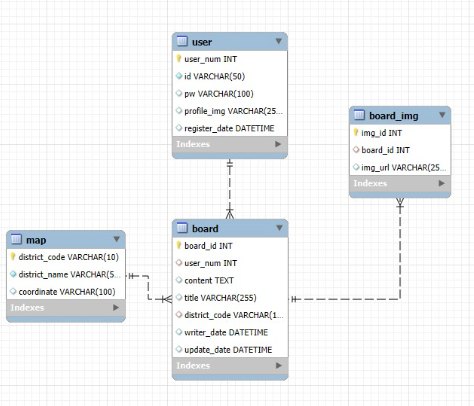 user
user_num INT
id VARCHAR(50)
pw VARCHAR(100)
profile_img VARCHAR(25...
register_date DATETIME
Indexes
board_img
img_id INT
board_id INT
img_url VARCHAR(25...
Indexes
map
district_code VARCHAR(10)
district_name VARCHAR(5...
coordinate VARCHAR(100)
Indexes
board
board_id INT
user_num INT
content TEXT
title VARCHAR(255)
district_code VARCHAR(1...
writer_date DATETIME
update_date DATETIME
Indexes